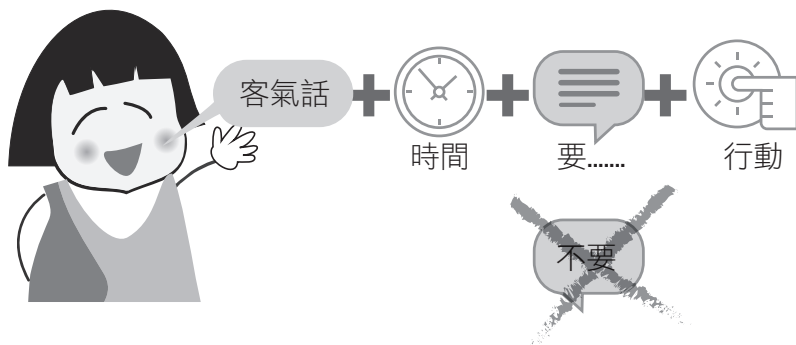 客氣話
時間
要.......
行動
不要